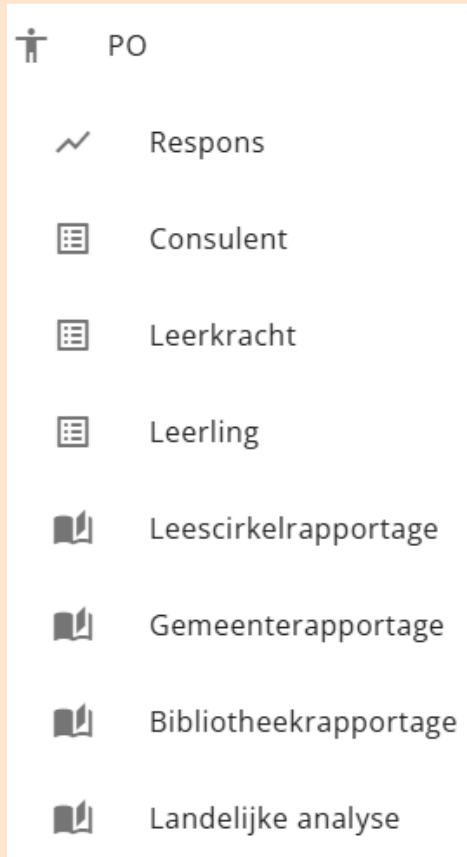 PO
Respons
Consulent
Leerkracht
Leerling
Leescirkelrapportage
Gemeenterapportage
Bibliotheekrapportage
Landelijke analyse